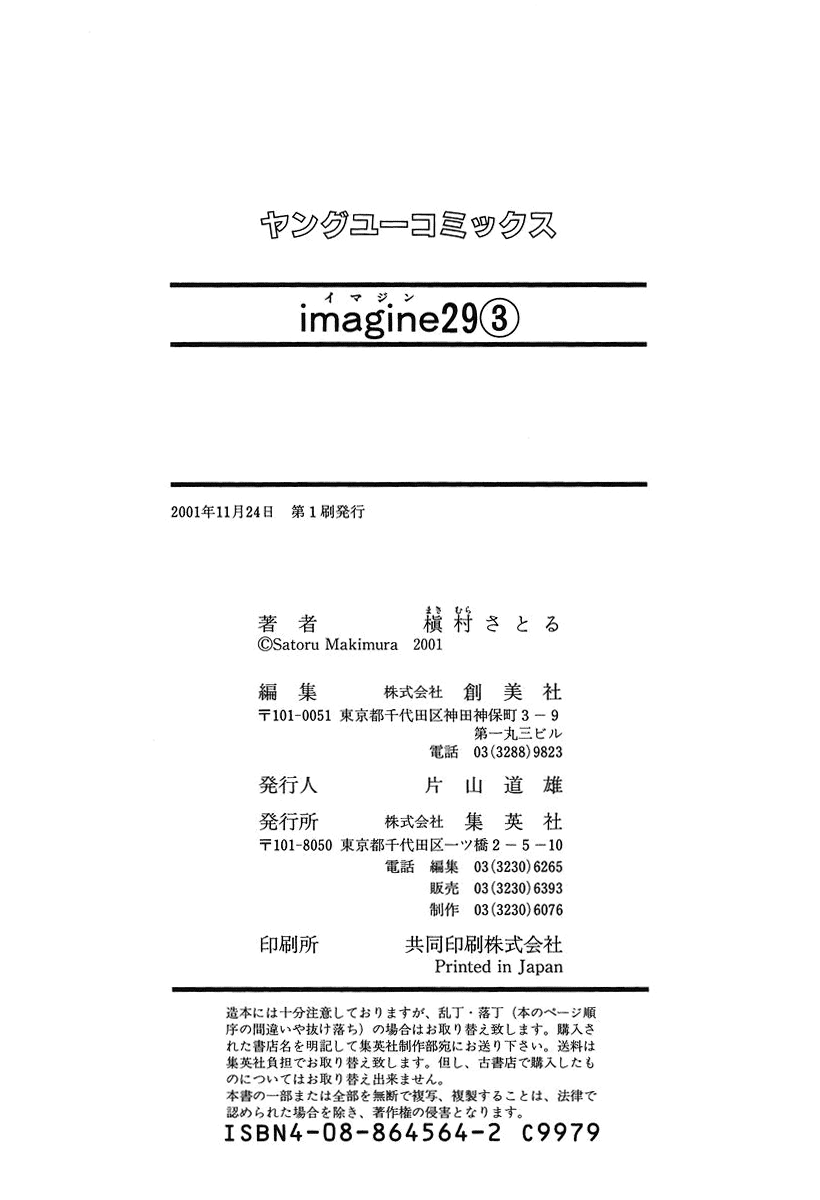 ヤングユーコミックス
イマジン
imagine29③
2001年11月24日　第1刷発行
まき むら
著者　槇村さとる
©Satoru Makimura 2001
編集　株式会社 創美社
〒101-0051 東京都千代田区神田神保町3－9
第一丸三ビル
電話 03(3288)9823
発行人　片山道雄
発行所　株式会社 集英社
〒101-8050 東京都千代田区一ツ橋2－5－10
電話 編集 03(3230)6265
販売 03(3230)6393
制作 03(3230)6076
印刷所　共同印刷株式会社
Printed in Japan
造本には十分注意しておりますが、乱丁・落丁（本のページ順
序の間違いや抜け落ち）の場合はお取り替え致します。購入さ
れた書店名を明記して集英社制作部宛にお送り下さい。送料は
集英社負担でお取り替え致します。但し、古書店で購入したも
のについてはお取り替え出来ません。
本書の一部または全部を無断で複写、複製することは、法律で
認められた場合を除き、著作権の侵害となります。
ISBN4-08-864564-2 C9979